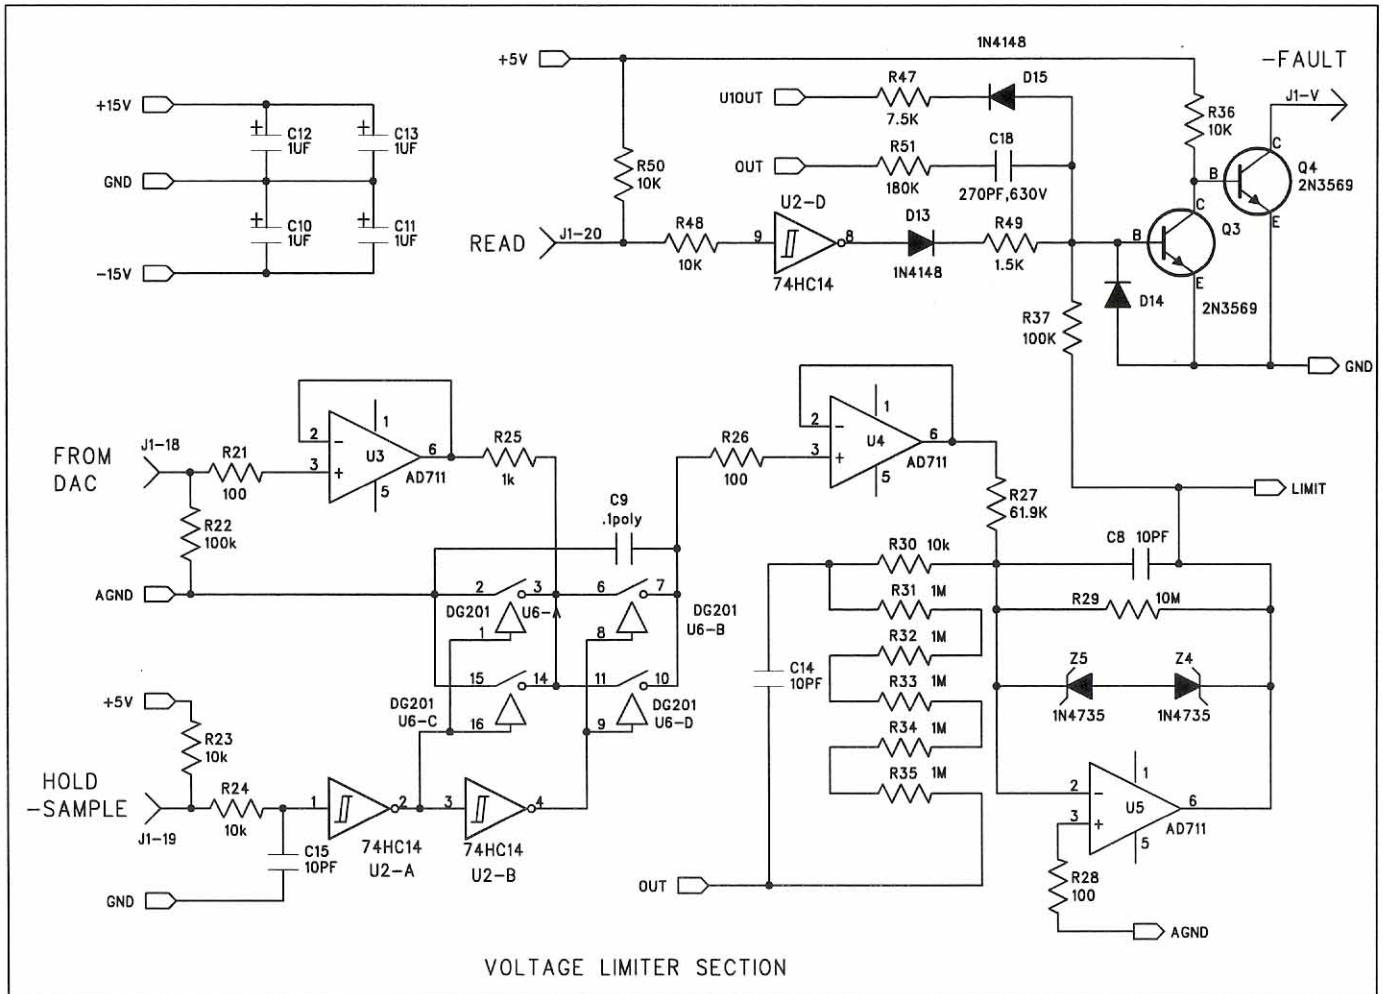 1N4148
+5V
-FAULT
R47
D15
J1-V
U1OUT
7.5K
R36
10K
+15V
C12
1UF
C13
1UF
R51
C18
C
Q4
2N3569
R50
10K
OUT
180K
270PF,630V
GND
B
E
U2-D
C10
1UF
C11
1UF
R48
D13
R49
C
Q3
READ
J1-20
9
8
B
10K
1N4148
1.5K
-15V
74HC14
E
D14
2N3569
R37
100K
GND
1
1
2
U3
6
R25
2
U4
6
FROM
DAC
J1-18
R21
3
AD711
R26
3
AD711
100
5
1k
100
5
R27
61.9K
LIMIT
R22
100k
C9
.1poly
C8
10PF
R30
10k
AGND
2
3
6
7
R31
1M
R29
10M
DG201
U6-A
DG201
U6-B
1
8
R32
1M
C14
10PF
Z5
Z4
15
14
11
10
R33
1M
+5V
DG201
U6-C
DG201
U6-D
1N4735
1N4735
16
9
R34
1M
R23
10k
HOLD
-SAMPLE
R24
R35
1M
1
1
2
3
4
2
U5
6
J1-19
10k
3
AD711
C15
10PF
74HC14
U2-A
74HC14
U2-B
5
GND
OUT
R28
100
AGND
VOLTAGE LIMITER SECTION